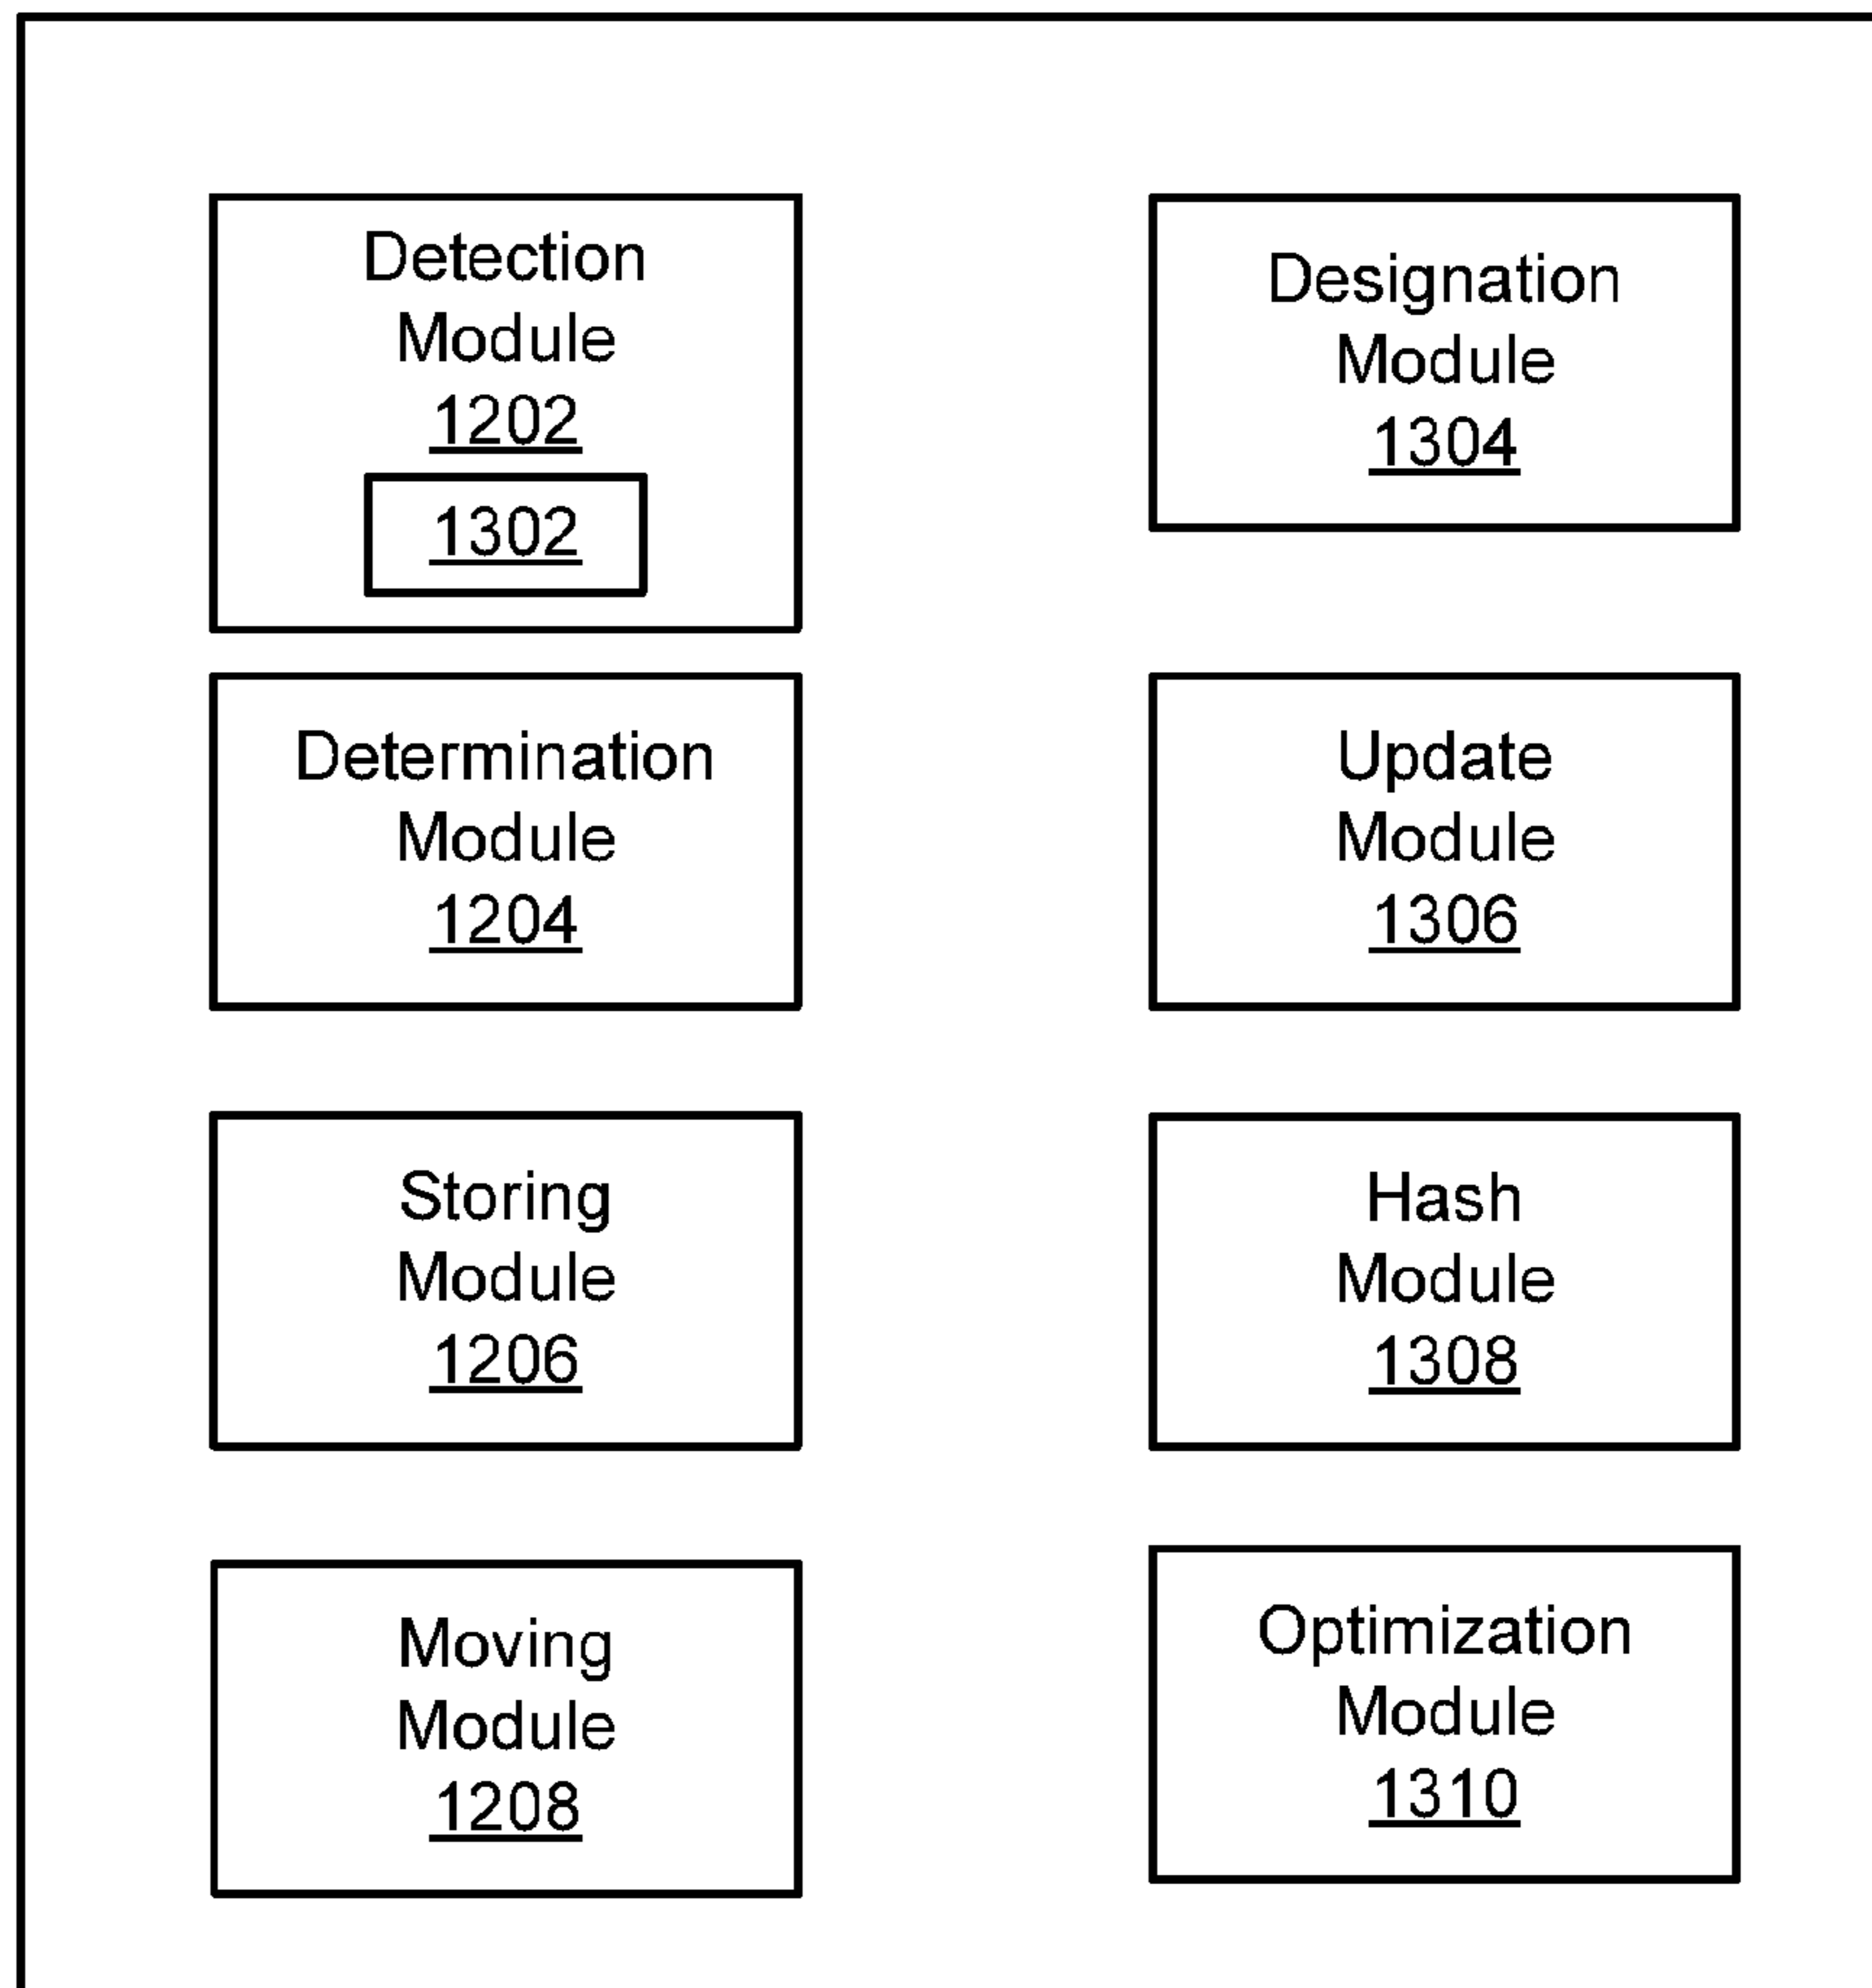 Detection
Module
1202
1302
Designation
Module
1304
Determination
Module
1204
Update
Module
1306
Storing
Module
1206
Hash
Module
1308
Moving
Module
1208
Optimization
Module
1310